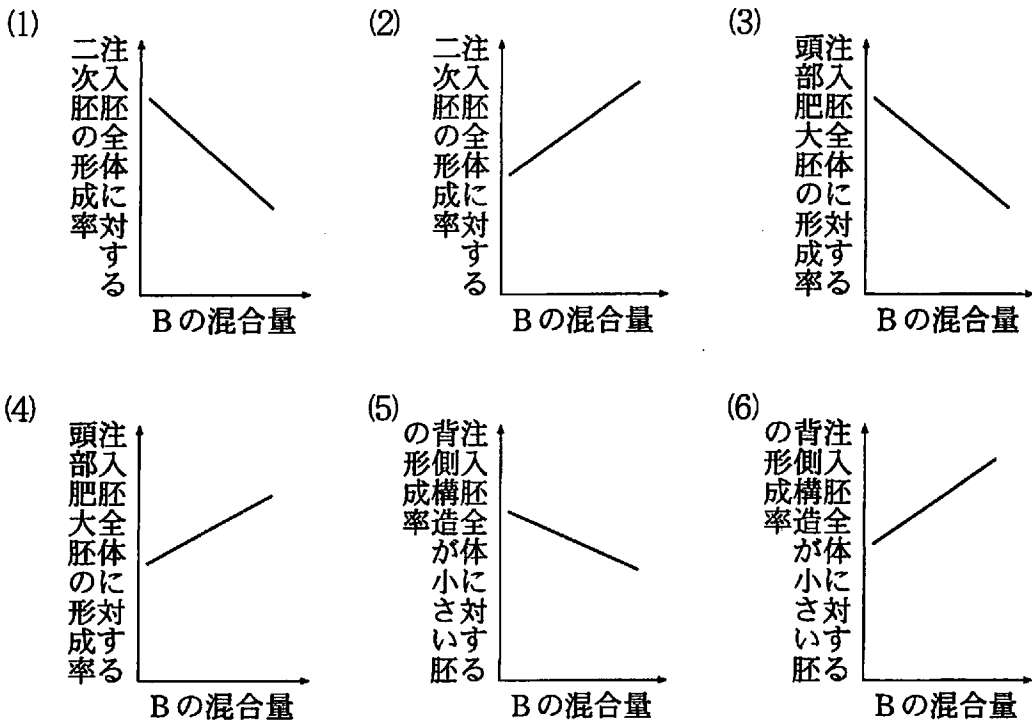 (1)
注入胚全体に対する
二次胚の形成率
Bの混合量
(2)
注入胚全体に対する
二次胚の形成率
Bの混合量
(3)
注入胚全体に対する
頭部肥大胚の形成率
Bの混合量
(4)
注入胚全体に対する
頭部肥大胚の形成率
Bの混合量
(5)
注入胚全体に対する
背側構造が小さい胚
の形成率
Bの混合量
(6)
注入胚全体に対する
背側構造が小さい胚
の形成率
Bの混合量